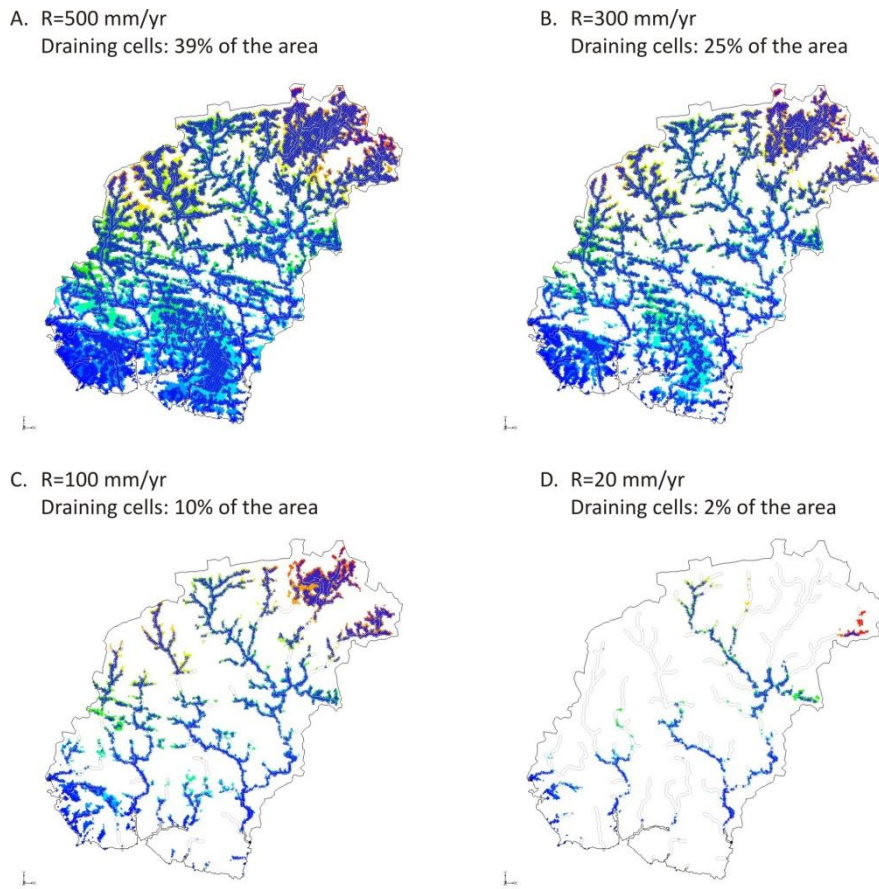 A. R=500 mm/yr
Draining cells: 39% of the area
B. R=300 mm/yr
Draining cells: 25% of the area
C. R=100 mm/yr
Draining cells: 10% of the area
D. R=20 mm/yr
Draining cells: 2% of the area